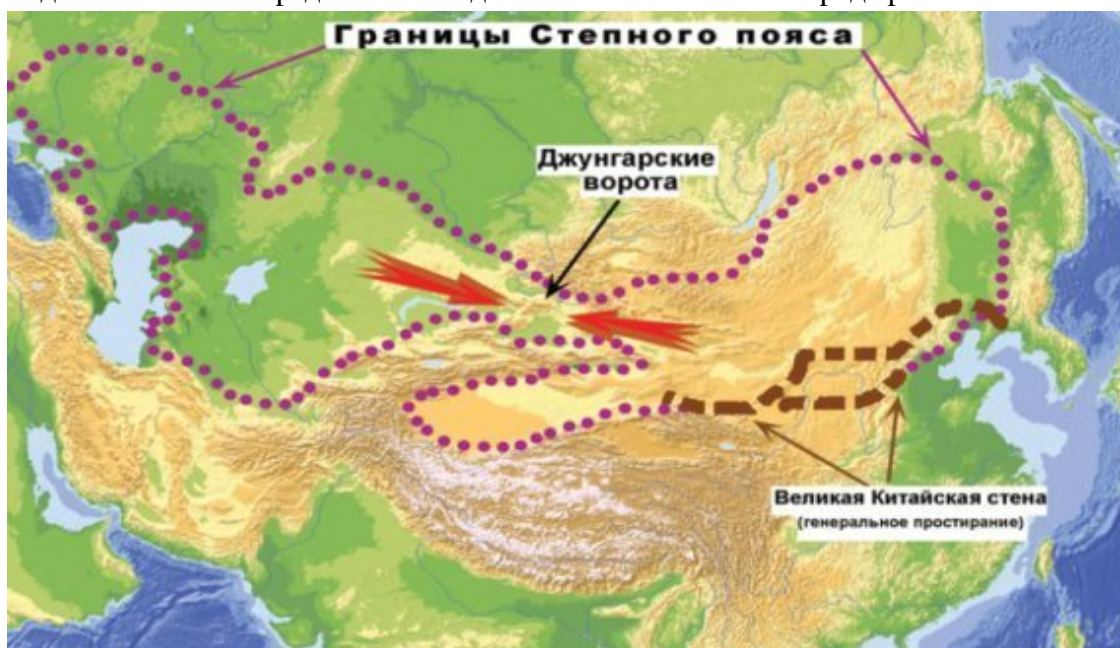 Границы Степного пояса
Джунгарские
ворота
Великая Китайская стена
(генеральное простирание)